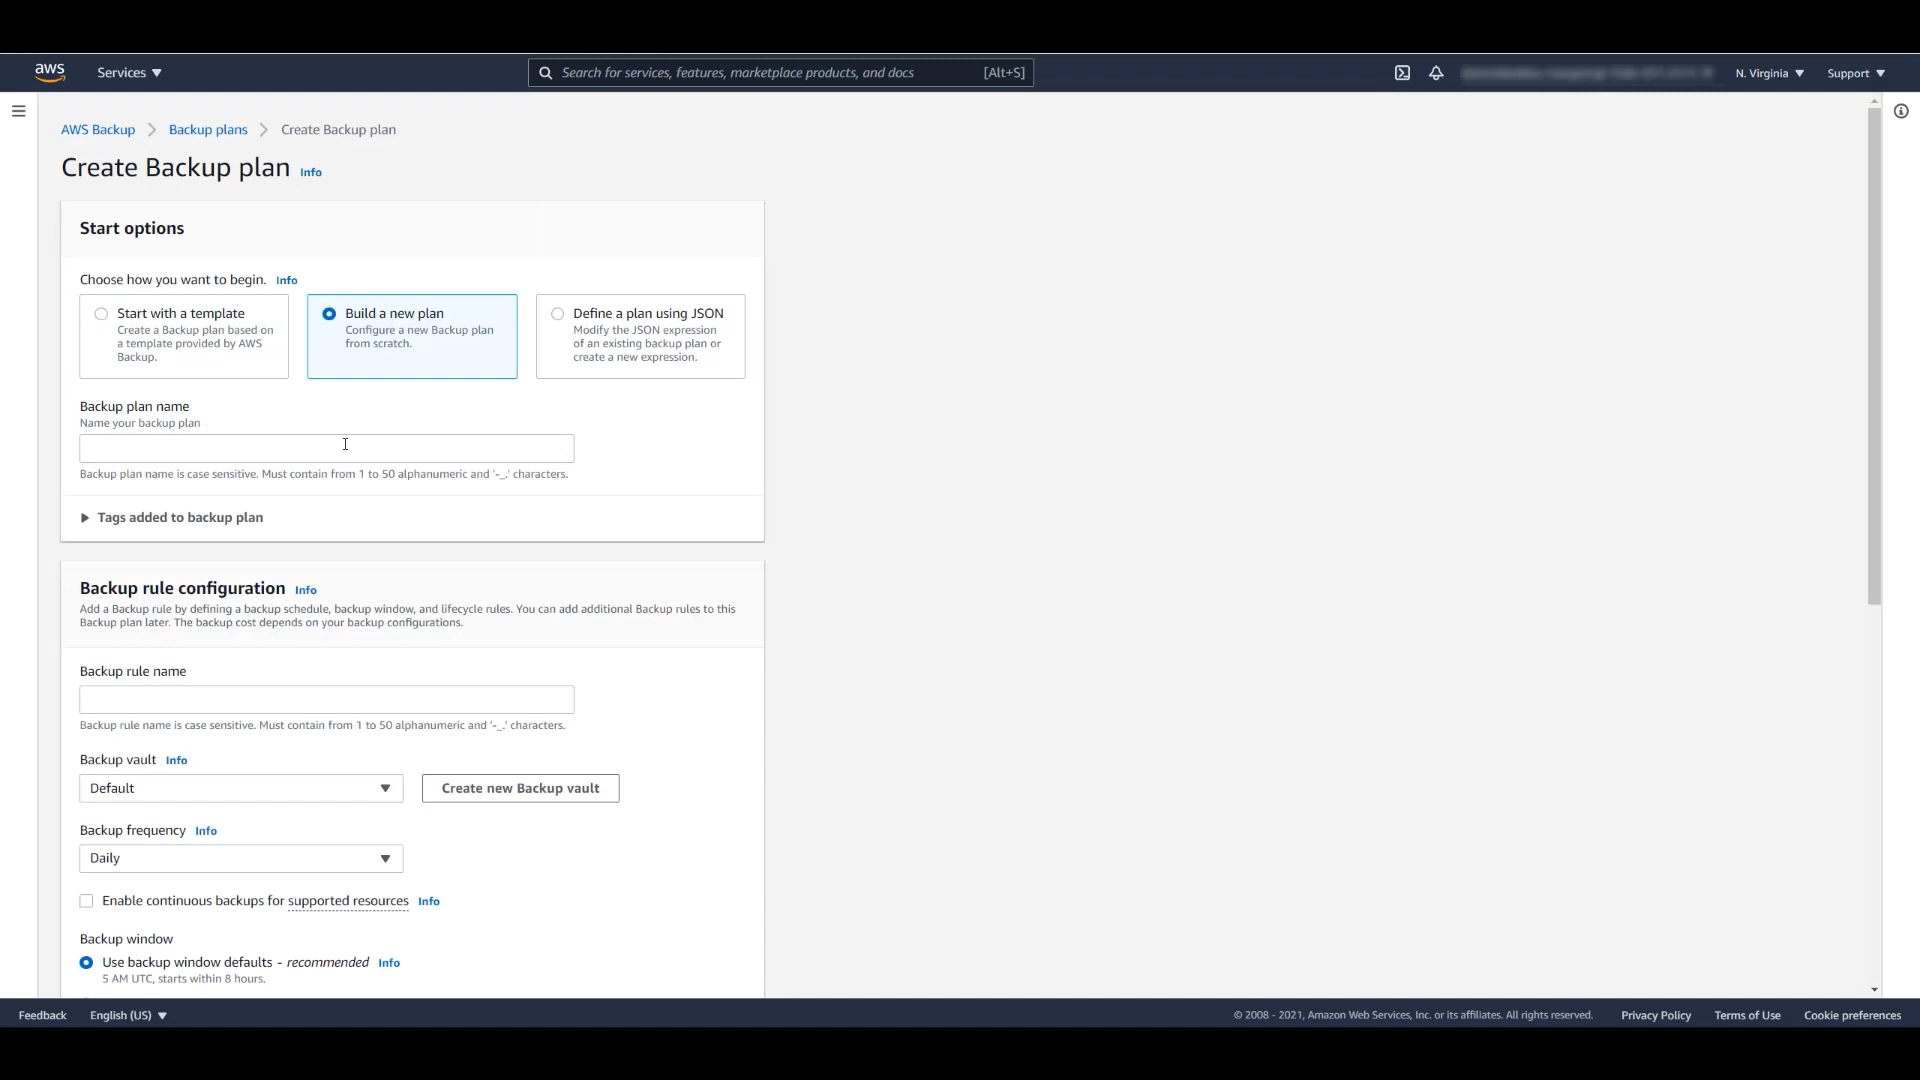 aws
Services
Search for services, features, marketplace products, and docs
[Alt+S]
N. Virginia
Support
AWS Backup
Backup plans
Create Backup plan
Create Backup plan Info
Start options
Choose how you want to begin. Info
Start with a template
Create a Backup plan based on
a template provided by AWS
Backup.
Build a new plan
Configure a new Backup plan
from scratch.
Define a plan using JSON
Modify the JSON expression
of an existing backup plan or
create a new expression.
Backup plan name
Name your backup plan
Backup plan name is case sensitive. Must contain from 1 to 50 alphanumeric and '-_.' characters.
Tags added to backup plan
Backup rule configuration Info
Add a Backup rule by defining a backup schedule, backup window, and lifecycle rules. You can add additional Backup rules to this
Backup plan later. The backup cost depends on your backup configurations.
Backup rule name
Backup rule name is case sensitive. Must contain from 1 to 50 alphanumeric and '-_.' characters.
Backup vault Info
Default
Create new Backup vault
Backup frequency Info
Daily
Enable continuous backups for supported resources Info
Backup window
Use backup window defaults - recommended Info
5 AM UTC, starts within 8 hours.
Feedback
English (US)
© 2008 - 2021, Amazon Web Services, Inc. or its affiliates. All rights reserved.
Privacy Policy
Terms of Use
Cookie preferences